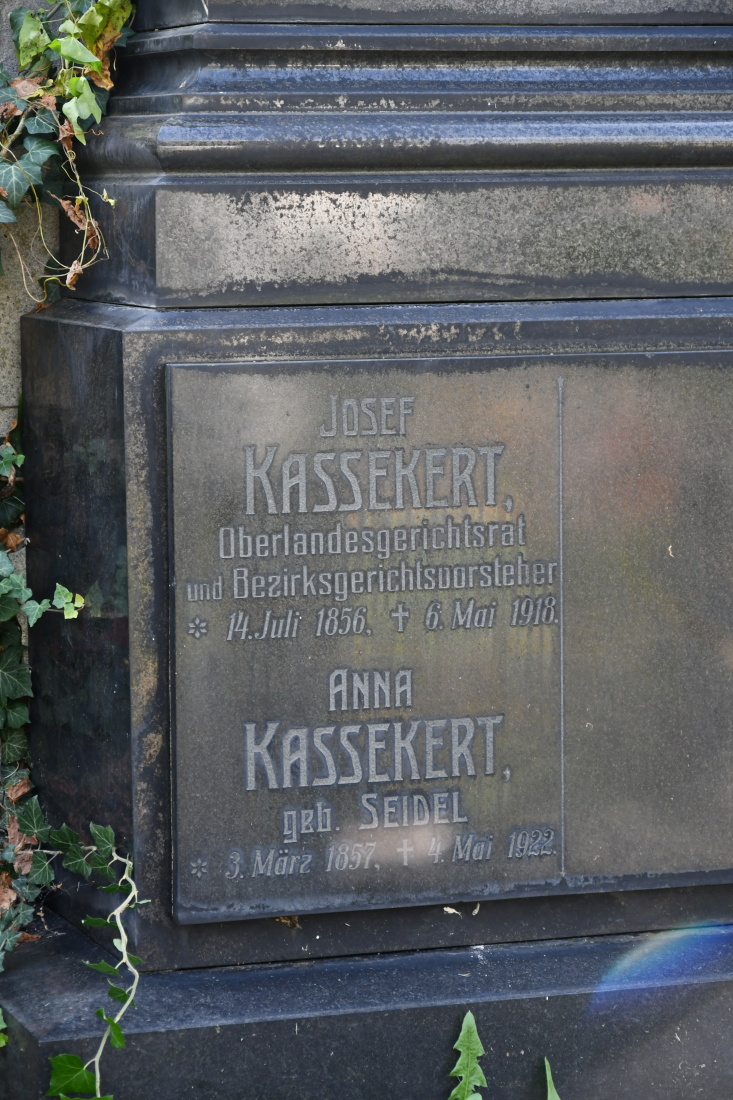 JOSEF
KASSEKERT,
Oberlandesgerichtsrat
und Bezirksgerichtsvorsteher
* 14. Juli 1856, † 6. Mai 1918.
ANNA
KASSEKERT,
geb. SEIDEL
* 3. März 1857, † 4. Mai 1922.